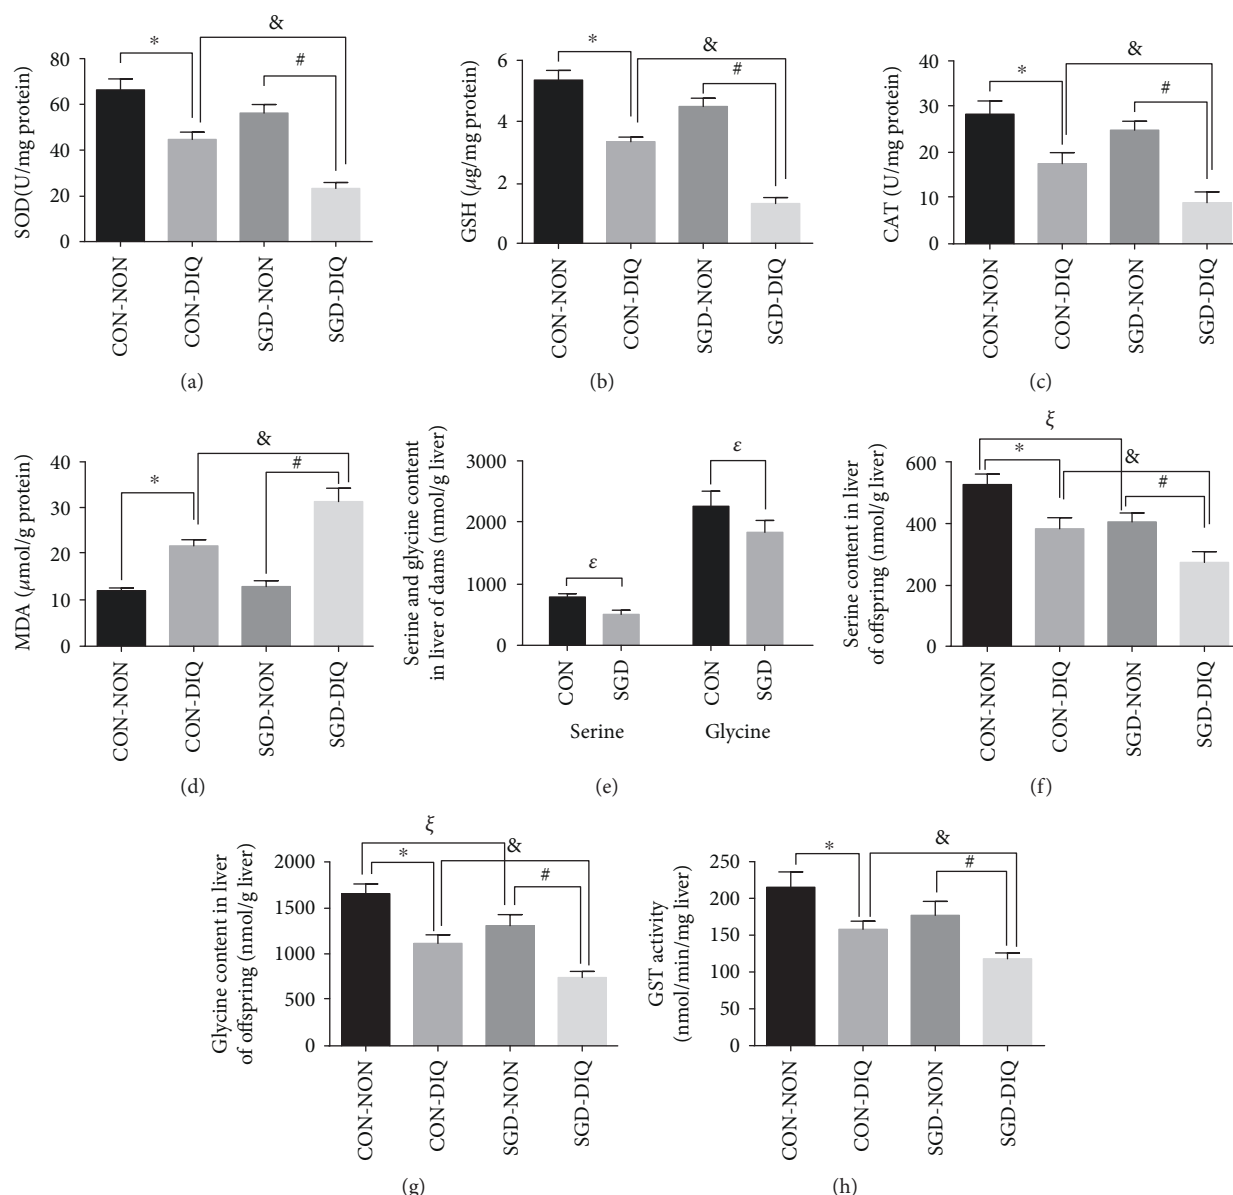 &
*
#
80
60
40
20
0
SOD(U/mg protein)
CON-NON
CON-DIQ
SGD-NON
SGD-DIQ
(a)
*
&
#
6
4
2
0
GSH (μg/mg protein)
CON-NON
CON-DIQ
SGD-NON
SGD-DIQ
(b)
&
*
#
40
30
20
10
0
CAT (U/mg protein)
CON-NON
CON-DIQ
SGD-NON
SGD-DIQ
(c)
&
#
*
40
30
20
10
0
MDA (μmol/g protein)
CON-NON
CON-DIQ
SGD-NON
SGD-DIQ
(d)
ε
ε
3000
2000
1000
0
Serine and glycine content
in liver of dams (nmol/g liver)
CON
SGD
CON
SGD
Serine
Glycine
(e)
ξ
*
&
#
600
400
200
0
Serine content in liver
of offspring (nmol/g liver)
CON-NON
CON-DIQ
SGD-NON
SGD-DIQ
(f)
ξ
*
&
#
2000
1500
1000
500
0
Glycine content in liver
of offspring (nmol/g liver)
CON-NON
CON-DIQ
SGD-NON
SGD-DIQ
(g)
*
&
#
250
200
150
100
50
0
GST activity
(nmol/min/mg liver)
CON-NON
CON-DIQ
SGD-NON
SGD-DIQ
(h)